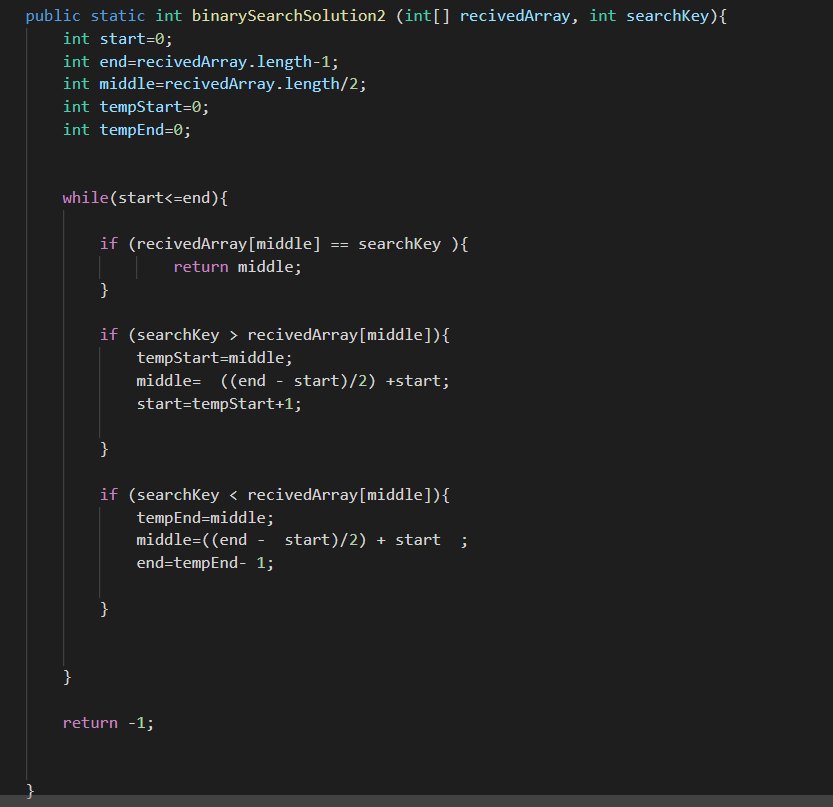 public static int binarySearchSolution2 (int[] recivedArray, int searchKey){
    int start=0;
    int end=recivedArray.length-1;
    int middle=recivedArray.length/2;
    int tempStart=0;
    int tempEnd=0;
    while(start<=end){
        if (recivedArray[middle] == searchKey ){
                return middle;
        }
        if (searchKey > recivedArray[middle]){
            tempStart=middle;
            middle=  ((end - start)/2) +start;
            start=tempStart+1;
        }
        if (searchKey < recivedArray[middle]){
            tempEnd=middle;
            middle=((end -  start)/2) + start  ;
            end=tempEnd- 1;
        }
    }
    return -1;
}